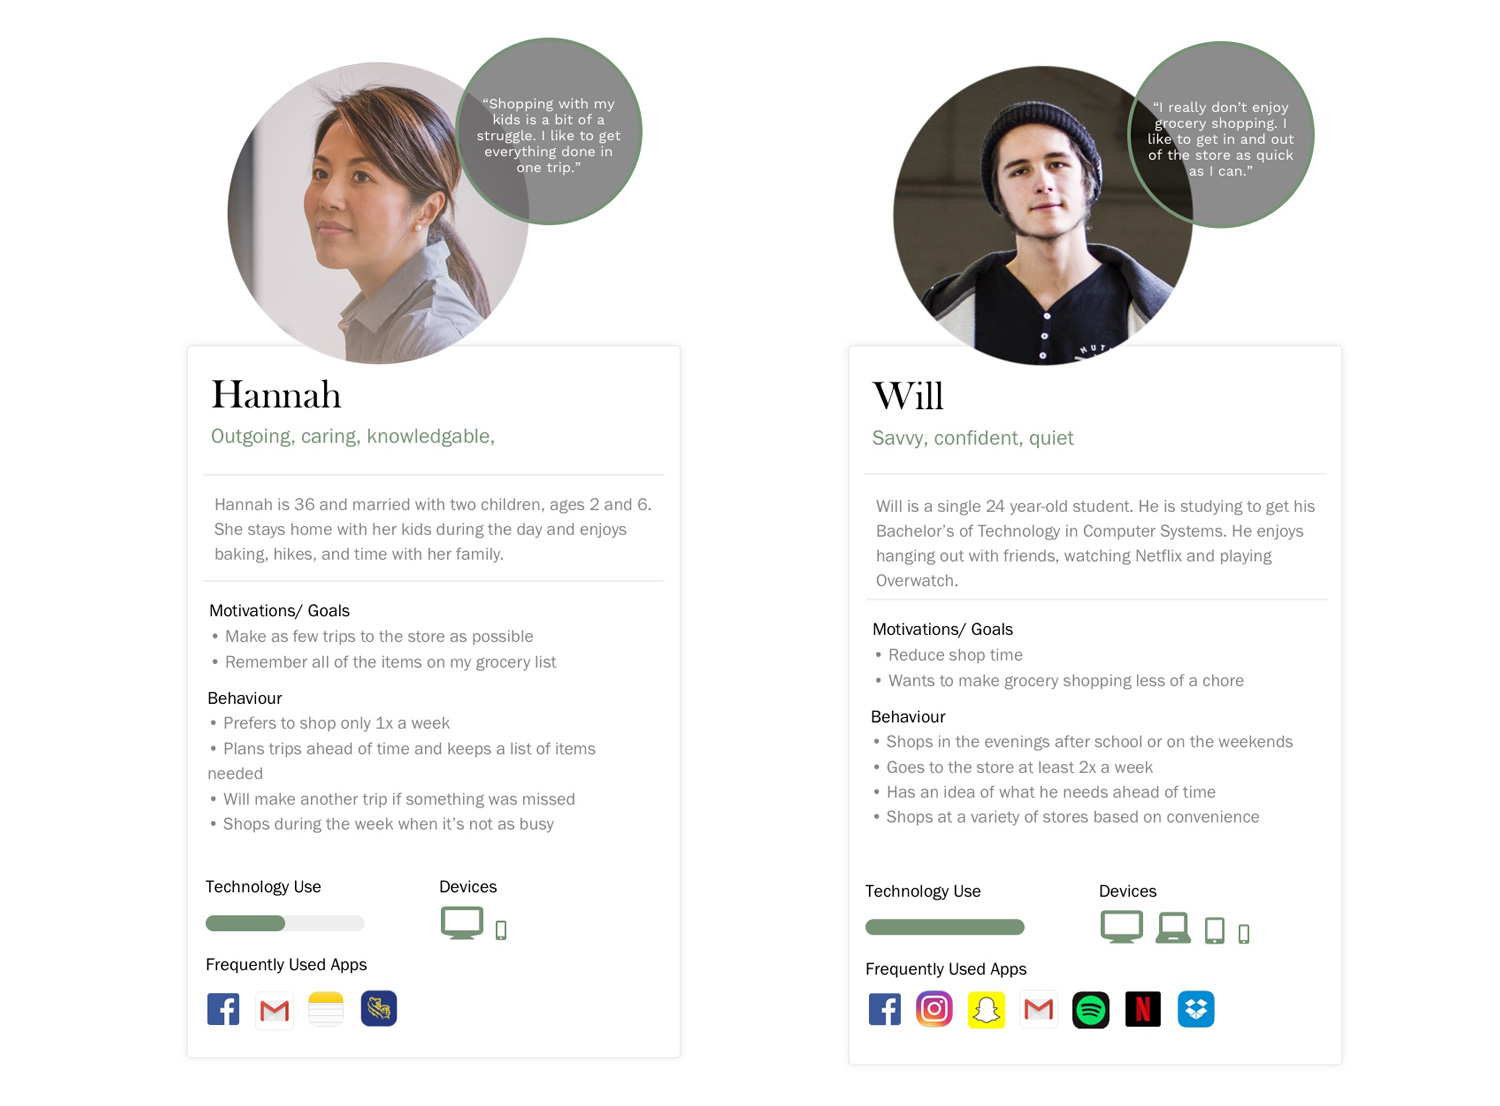 “Shopping with my
kids is a bit of a
struggle. I like to get
everything done in
one trip.”
Hannah
Outgoing, caring, knowledgable,
Hannah is 36 and married with two children, ages 2 and 6.
She stays home with her kids during the day and enjoys
baking, hikes, and time with her family.
Motivations/ Goals
• Make as few trips to the store as possible
• Remember all of the items on my grocery list
Behaviour
• Prefers to shop only 1x a week
• Plans trips ahead of time and keeps a list of items
needed
• Will make another trip if something was missed
• Shops during the week when it’s not as busy
Technology Use
Devices
Frequently Used Apps
“I really don’t enjoy
grocery shopping. I
like to get in and out
of the store as quick
as I can.”
Will
Savvy, confident, quiet
Will is a single 24 year-old student. He is studying to get his
Bachelor’s of Technology in Computer Systems. He enjoys
hanging out with friends, watching Netflix and playing
Overwatch.
Motivations/ Goals
• Reduce shop time
• Wants to make grocery shopping less of a chore
Behaviour
• Shops in the evenings after school or on the weekends
• Goes to the store at least 2x a week
• Has an idea of what he needs ahead of time
• Shops at a variety of stores based on convenience
Technology Use
Devices
Frequently Used Apps